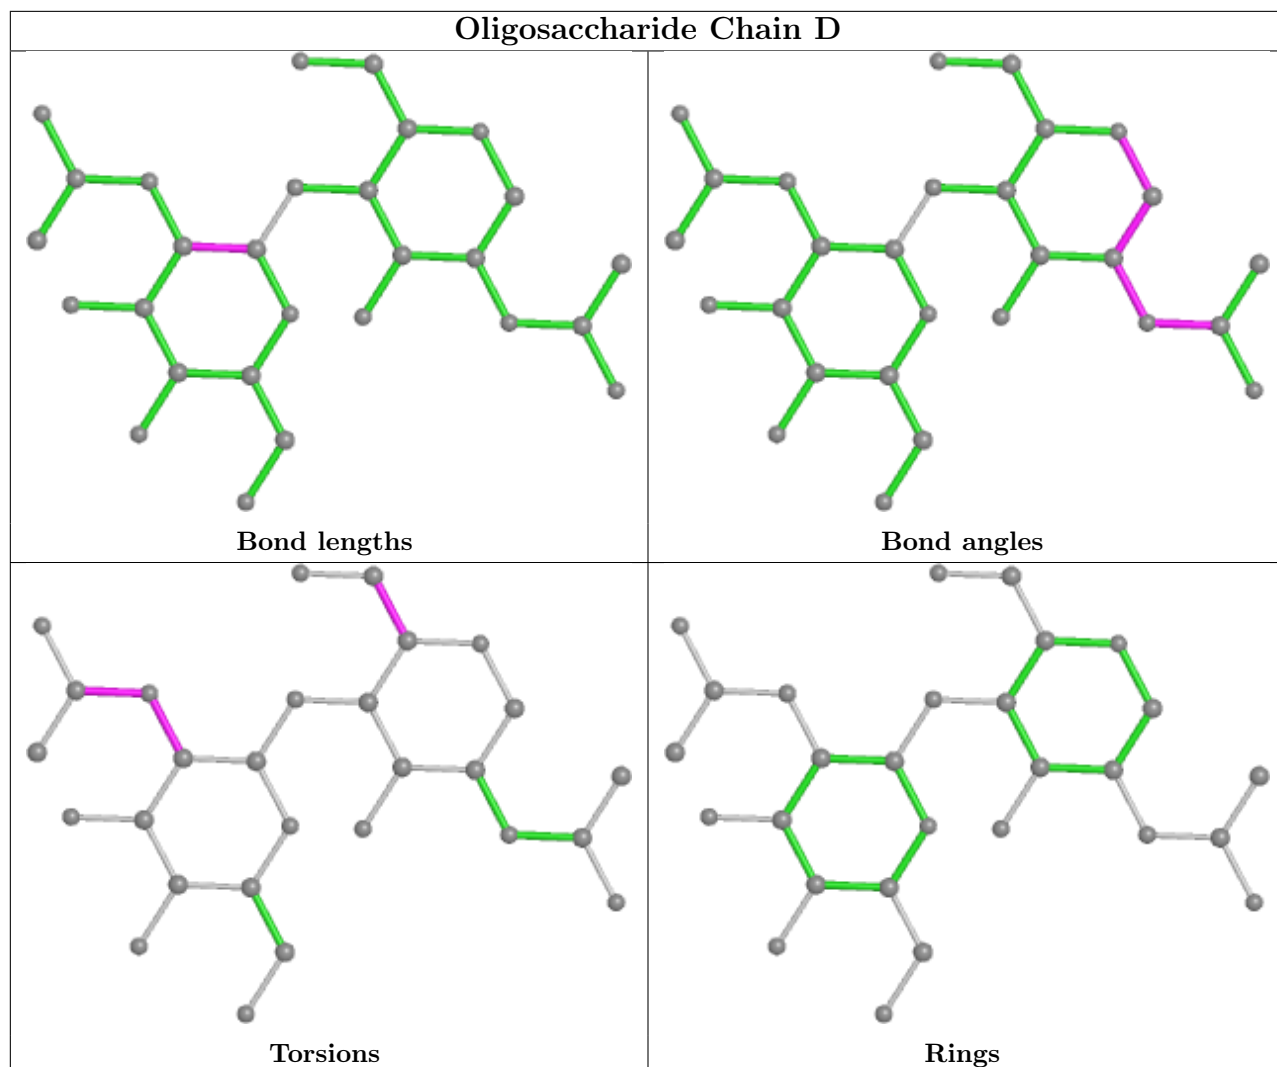 Oligosaccharide Chain D
Bond lengths
Bond angles
Torsions
Rings